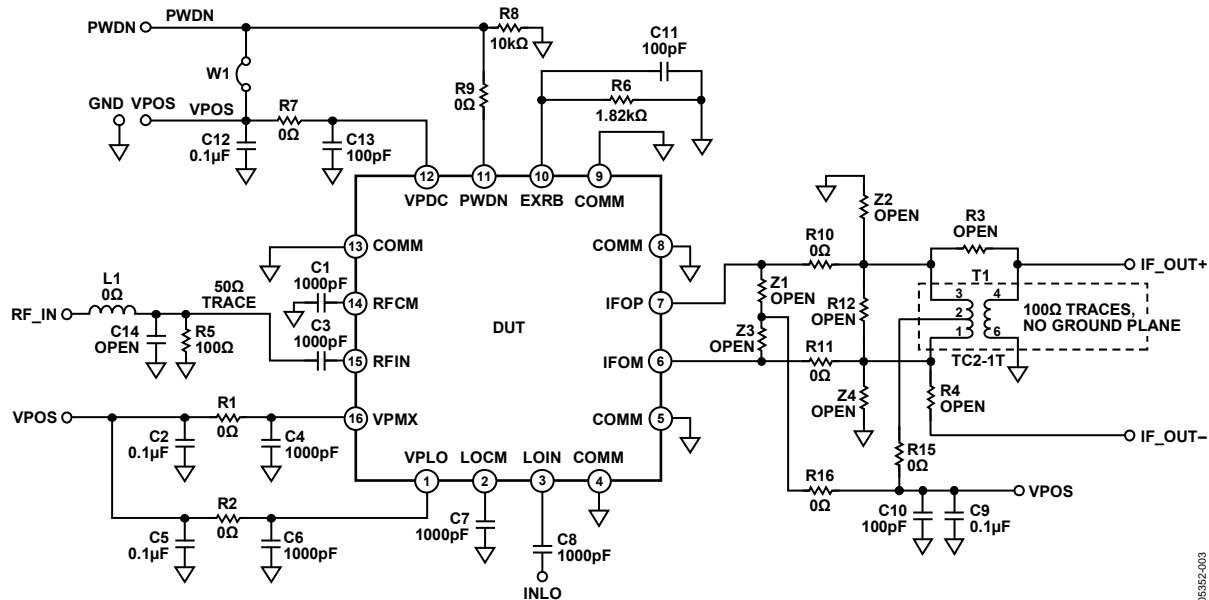 PWDN
PWDN
R8
10kΩ
C11
100pF
W1
R9
0Ω
R6
1.82kΩ
GND
VPOS
VPOS
R7
0Ω
C12
0.1µF
C13
100pF
12
11
10
9
VPDC
PWDN
EXRB
COMM
Z2
OPEN
R3
OPEN
13
COMM
COMM
8
R10
0Ω
IF_OUT+
L1
0Ω
50Ω
TRACE
C1
1000pF
14
RFCM
IFOP
7
Z1
OPEN
R12
OPEN
T1
3
2
1
4
6
100Ω TRACES,
NO GROUND PLANE
TC2-1T
RF_IN
C14
OPEN
R5
100Ω
C3
1000pF
15
RFIN
DUT
Z3
OPEN
IFOM
6
R11
0Ω
Z4
OPEN
R4
OPEN
VPOS
R1
0Ω
16
VPMX
COMM
5
IF_OUT–
C2
0.1µF
C4
1000pF
R15
0Ω
VPLO
LOCM
LOIN
COMM
1
2
3
4
R16
0Ω
VPOS
R2
0Ω
C5
0.1µF
C6
1000pF
C7
1000pF
C8
1000pF
C10
100pF
C9
0.1µF
INLO
05352-003